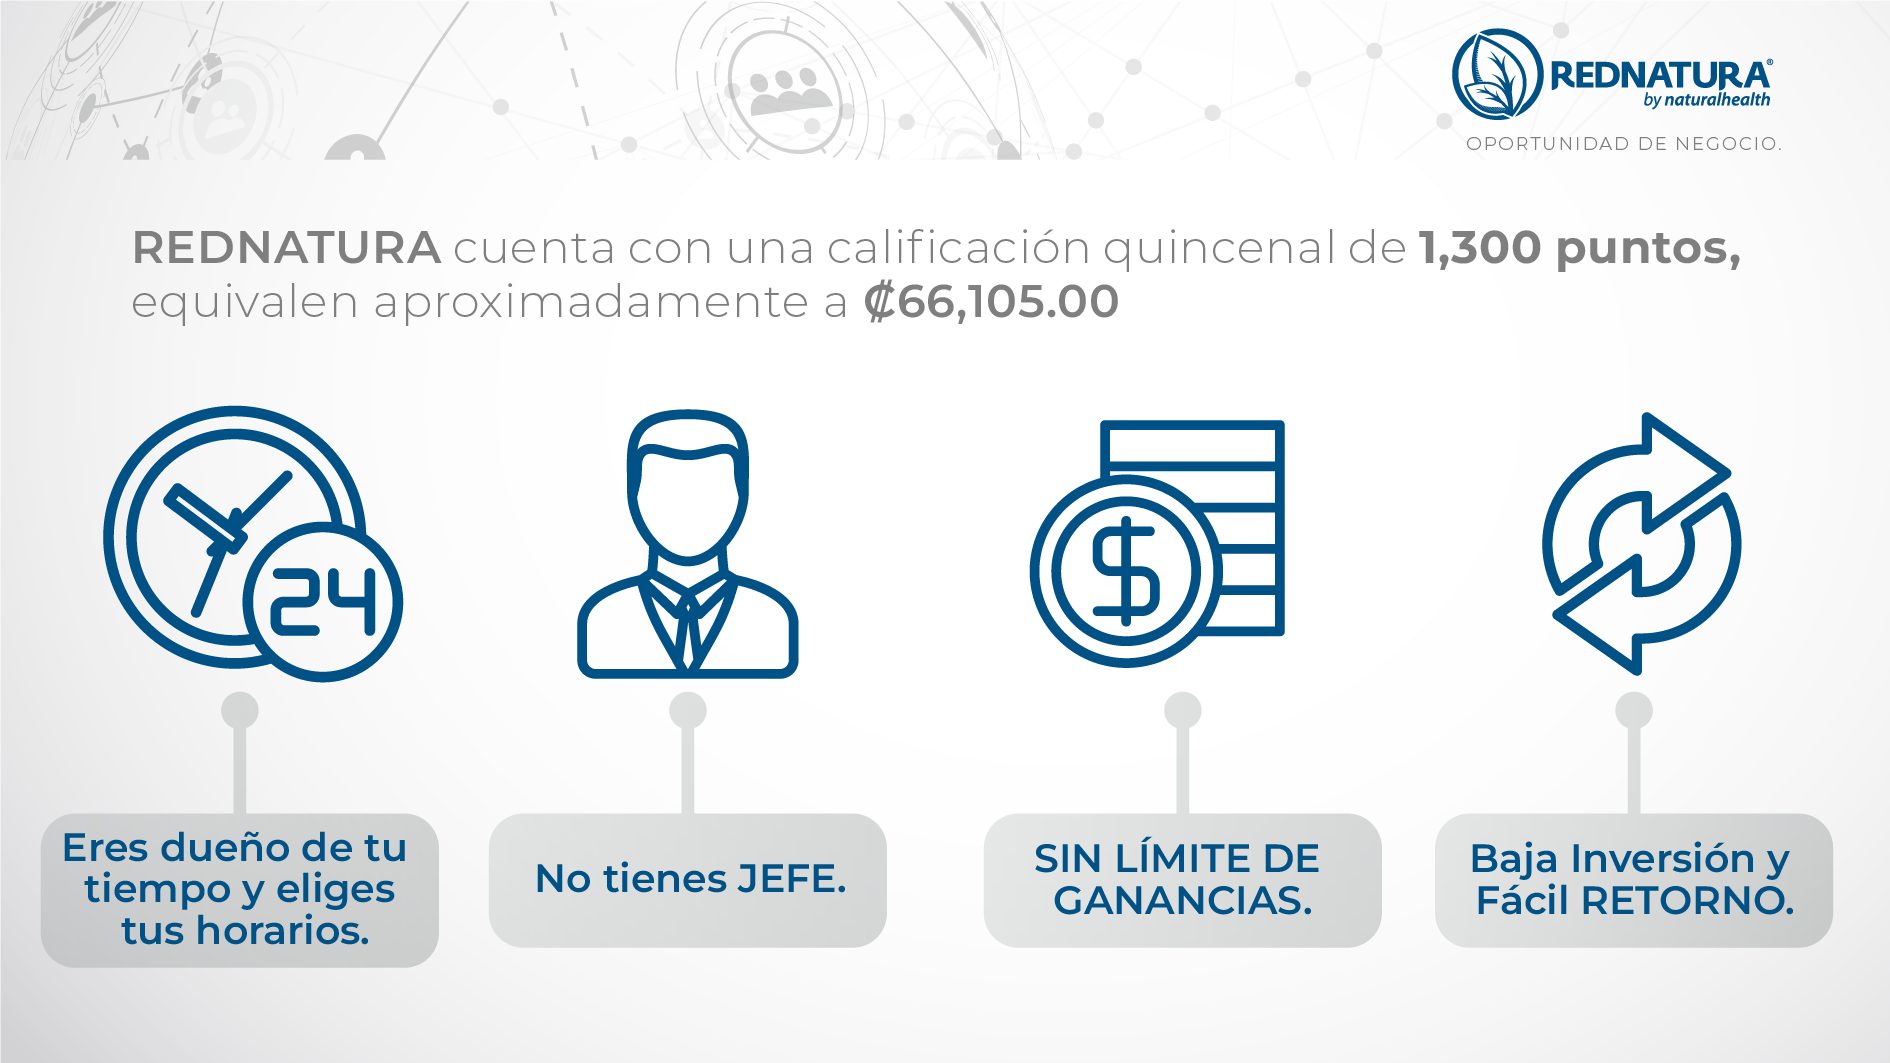 REDNATURA®
by naturalhealth
OPORTUNIDAD DE NEGOCIO.
REDNATURA cuenta con una calificación quincenal de 1,300 puntos,
equivalen aproximadamente a ₡66,105.00
24
$
Eres dueño de tu
tiempo y eliges
tus horarios.
No tienes JEFE.
SIN LÍMITE DE
GANANCIAS.
Baja Inversión y
Fácil RETORNO.